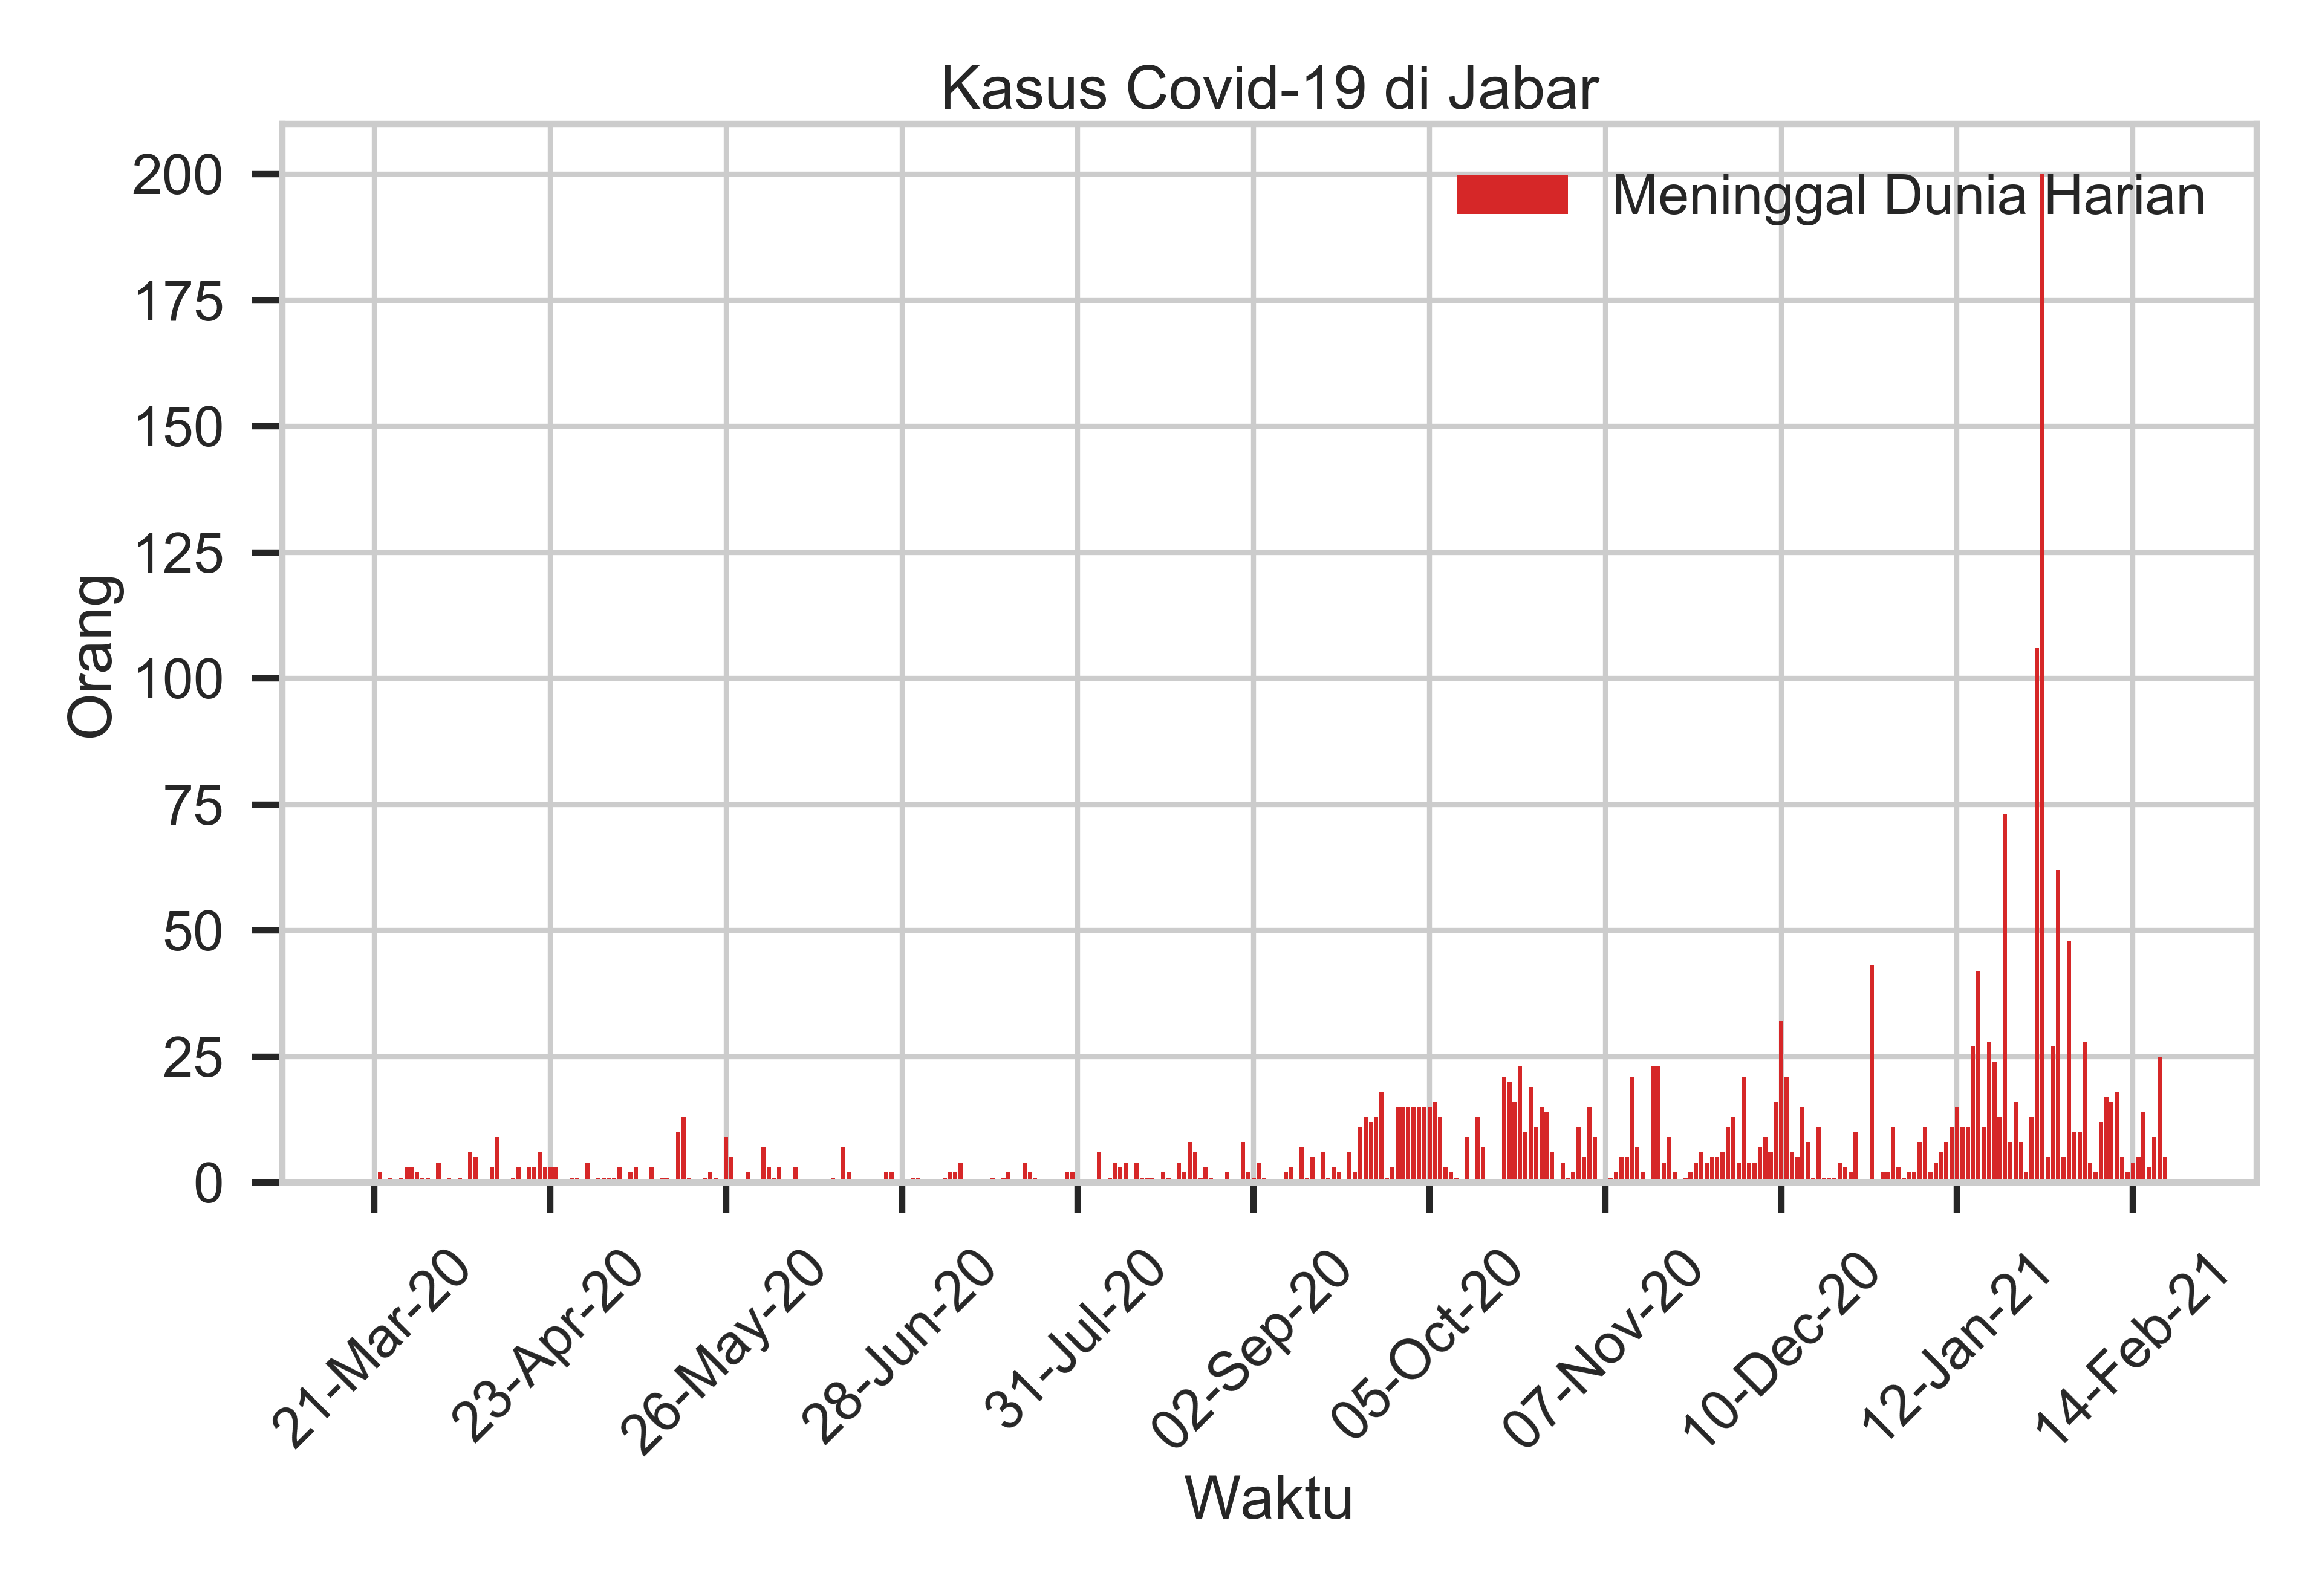 Kasus Covid-19 di Jabar
Meninggal Dunia Harian
200
175
150
125
100
75
50
25
0
Orang
21-Mar-20
23-Apr-20
26-May-20
28-Jun-20
31-Jul-20
02-Sep-20
05-Oct-20
07-Nov-20
10-Dec-20
12-Jan-21
14-Feb-21
Waktu